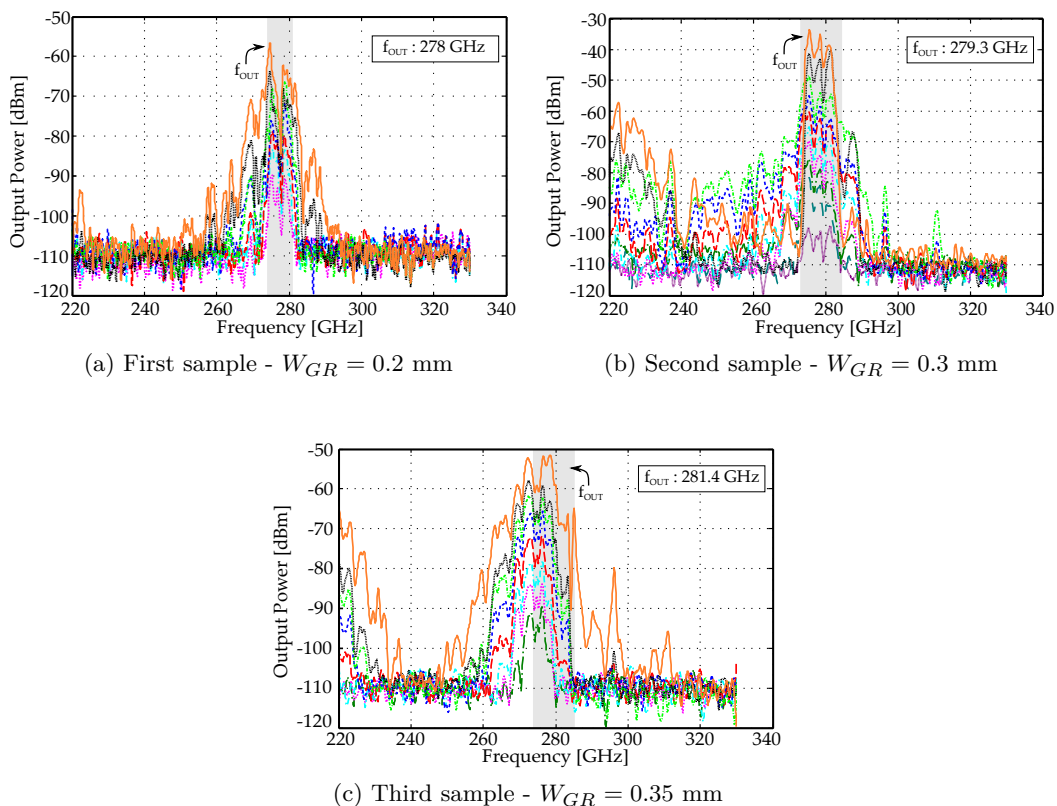 -50
-60
-70
-80
-90
-100
-110
-120
Output Power [dBm]
f_OUT
f_OUT : 278 GHz
220 240 260 280 300 320 340
Frequency [GHz]
(a) First sample - W_GR = 0.2 mm
-30
-40
-50
-60
-70
-80
-90
-100
-110
-120
Output Power [dBm]
f_OUT
f_OUT : 279.3 GHz
220 240 260 280 300 320 340
Frequency [GHz]
(b) Second sample - W_GR = 0.3 mm
-50
-60
-70
-80
-90
-100
-110
-120
Output Power [dBm]
f_OUT
f_OUT : 281.4 GHz
220 240 260 280 300 320 340
Frequency [GHz]
(c) Third sample - W_GR = 0.35 mm